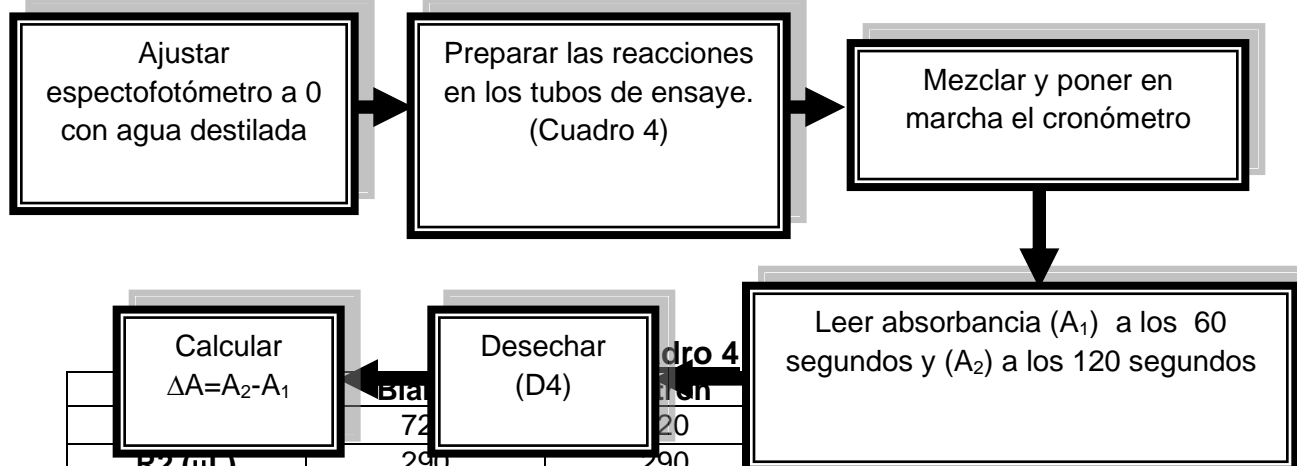 Ajustar
espectofotómetro a 0
con agua destilada
Preparar las reacciones
en los tubos de ensaye.
(Cuadro 4)
Mezclar y poner en
marcha el cronómetro
Leer absorbancia (A₁) a los 60
segundos y (A₂) a los 120 segundos
Desechar
(D4)
Calcular
∆A=A₂-A₁
4
290 290